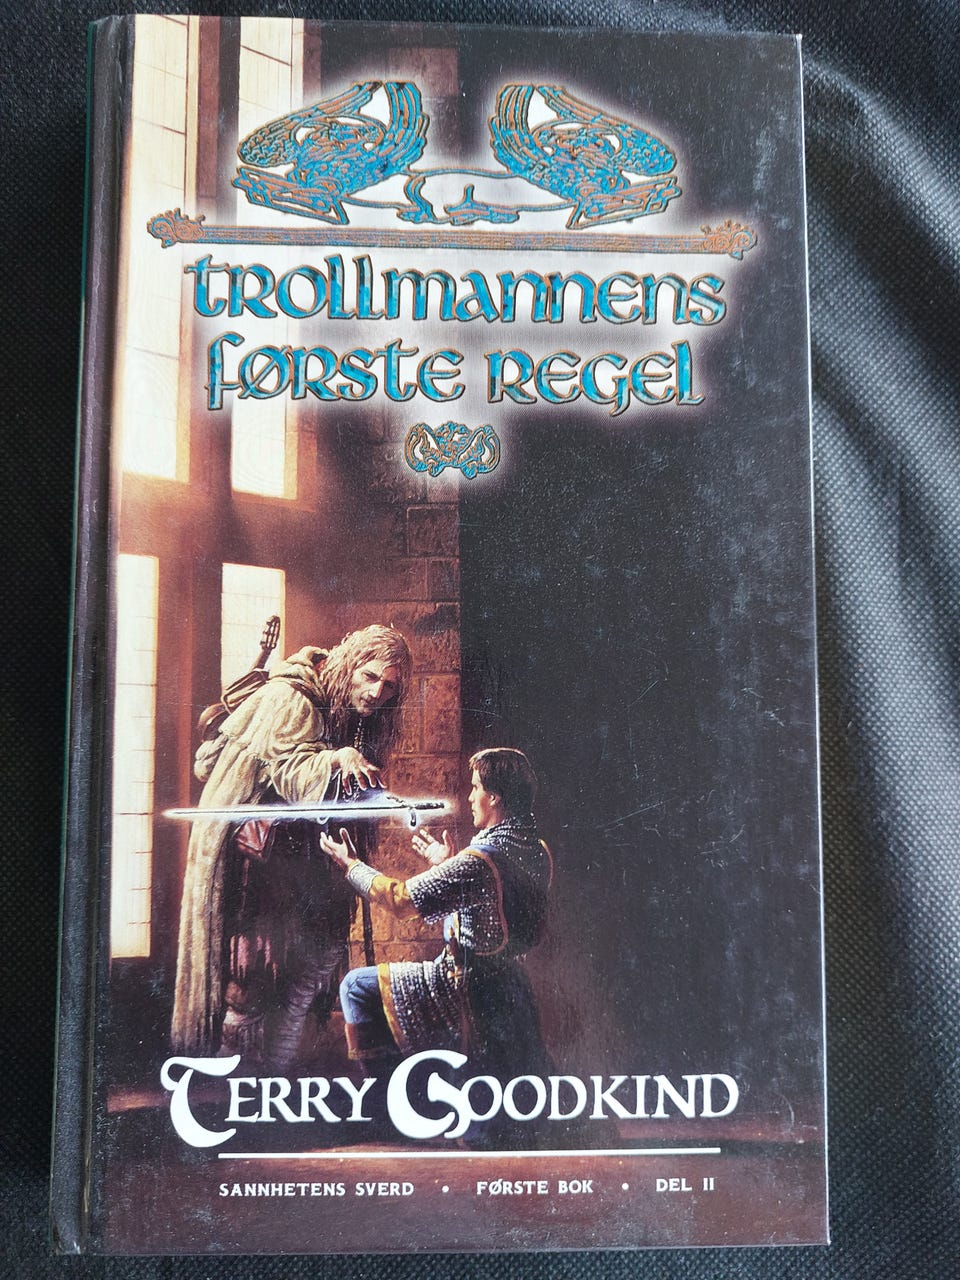 trollmannens
første regel
Terry Goodkind
SANNHETENS SVERD • FØRSTE BOK • DEL II